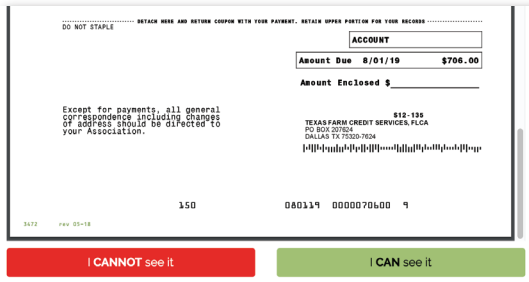 DETACH HERE AND RETURN COUPON WITH YOUR PAYMENT. RETAIN UPPER PORTION FOR YOUR RECORDS
DO NOT STAPLE
ACCOUNT
Amount Due 8/01/19 $706.00
Amount Enclosed $
Except for payments, all general
correspondence including changes
of address should be directed to
your Association.
$12-135
TEXAS FARM CREDIT SERVICES, FLCA
PO BOX 207624
DALLAS TX 75320-7624
150 080119 0000070600 9
3472 rev 05-18
I CANNOT see it
I CAN see it